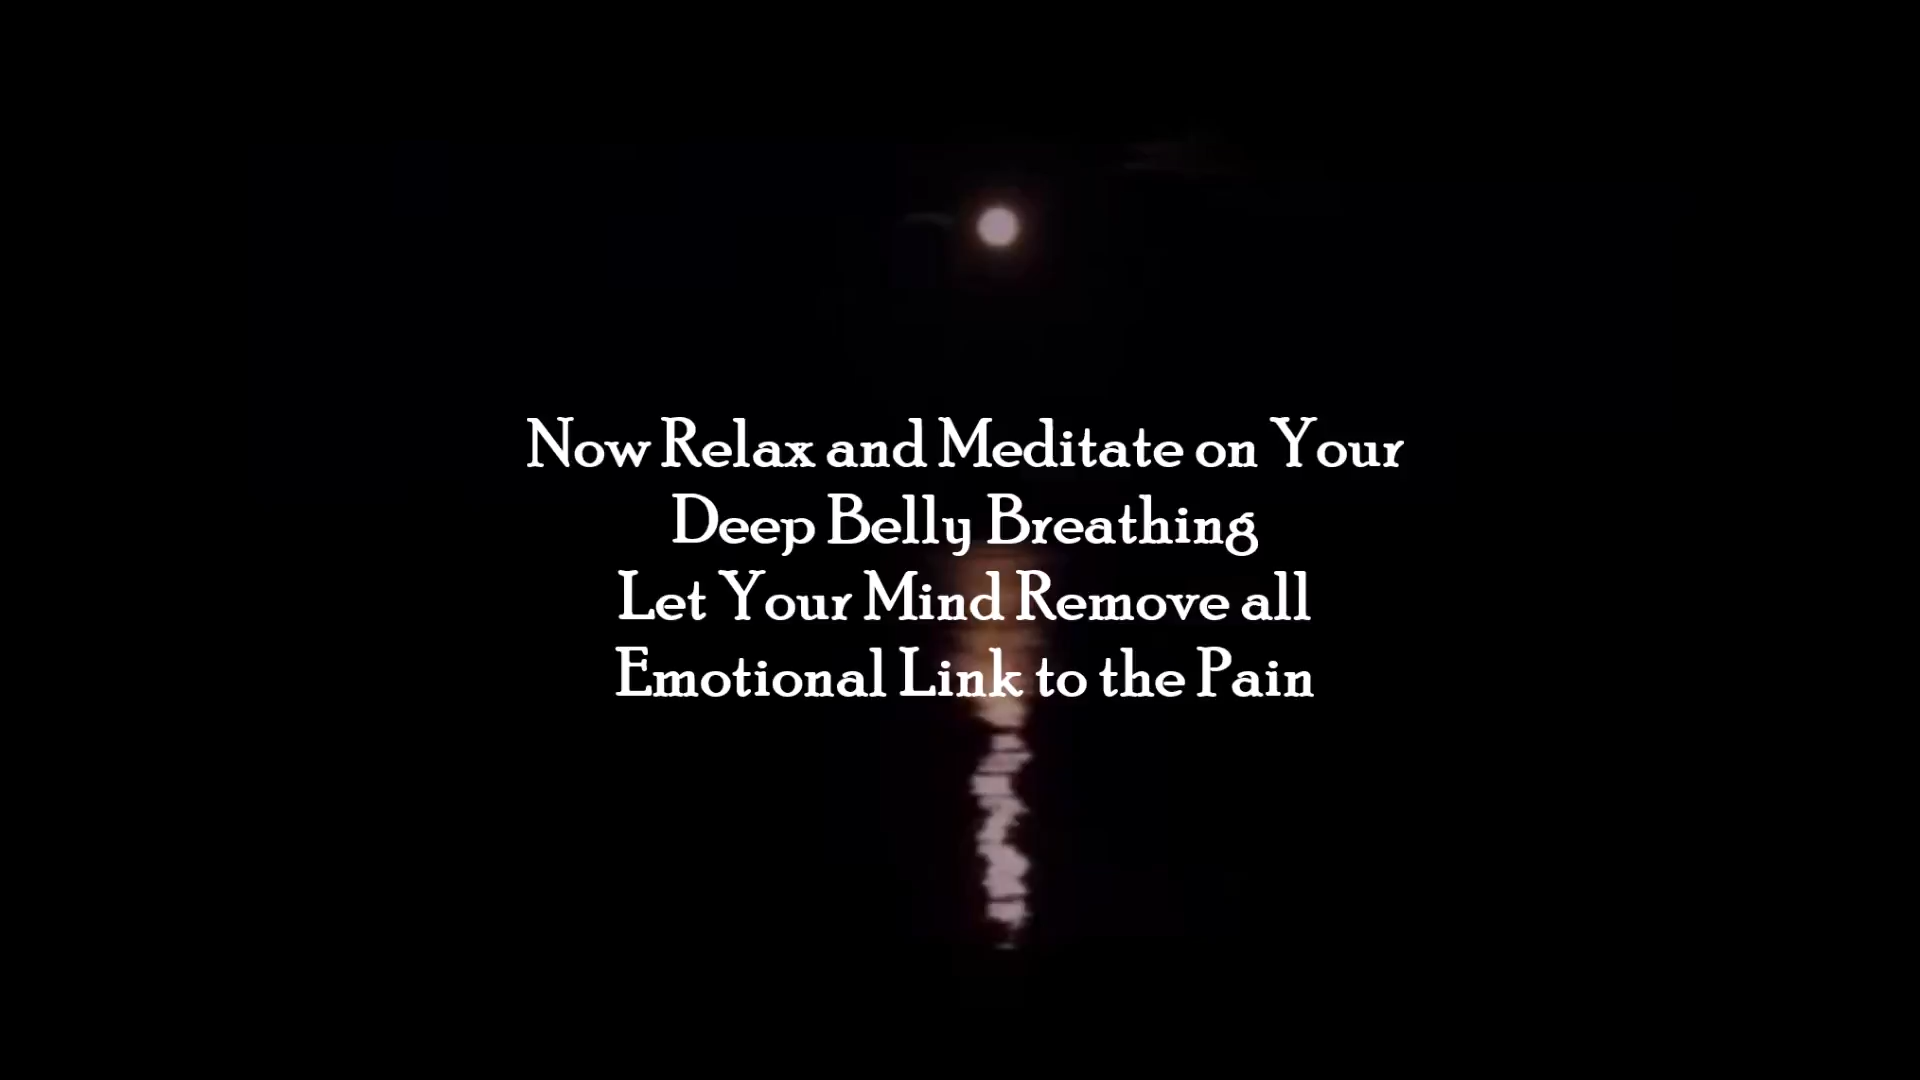 Now Relax and Meditate on Your
Deep Belly Breathing
Let Your Mind Remove all
Emotional Link to the Pain